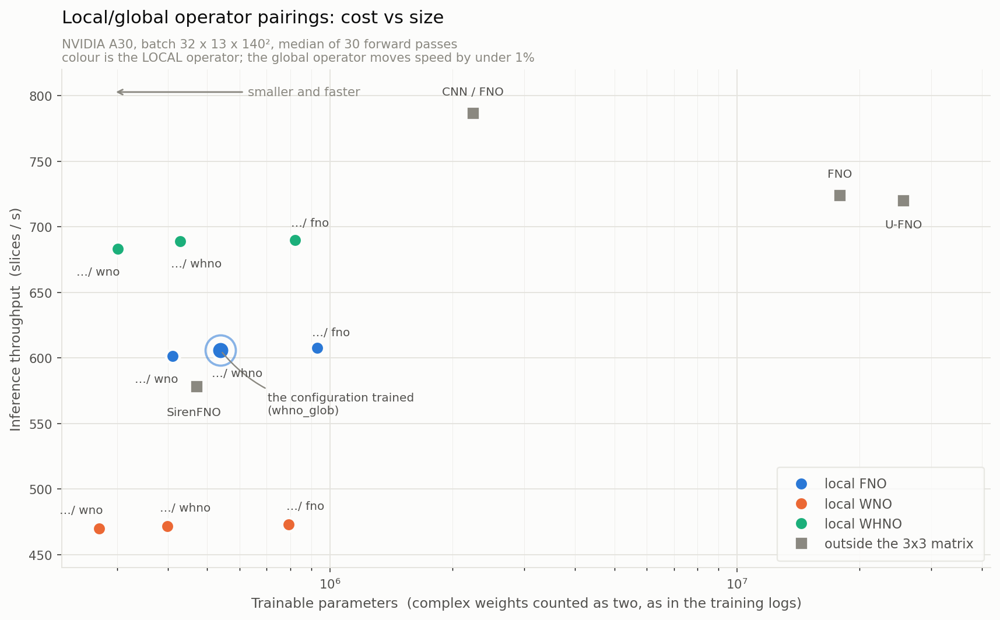 Local/global operator pairings: cost vs size
NVIDIA A30, batch 32 x 13 x 140², median of 30 forward passes
colour is the LOCAL operator; the global operator moves speed by under 1%
smaller and faster
CNN / FNO
FNO
U-FNO
…/ fno
…/ whno
…/ wno
…/ fno
…/ whno
…/ wno
SirenFNO
the configuration trained
(whno_glob)
…/ wno
…/ whno
…/ fno
800
750
700
650
600
550
500
450
Inference throughput  (slices / s)
local FNO
local WNO
local WHNO
outside the 3x3 matrix
10⁶
10⁷
Trainable parameters  (complex weights counted as two, as in the training logs)